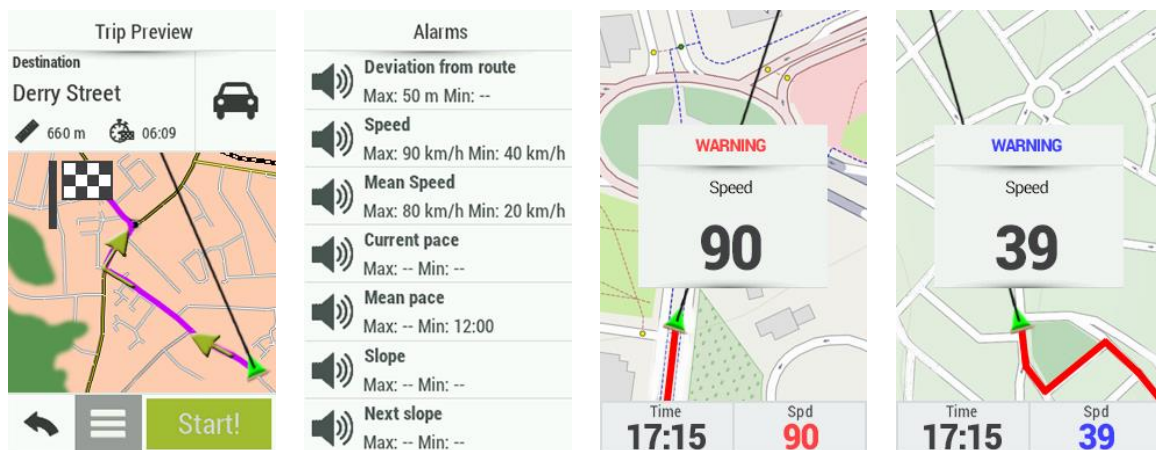 Trip Preview
Destination
Derry Street
660 m 06:09
Start!
Alarms
Deviation from route
Max: 50 m Min: --
Speed
Max: 90 km/h Min: 40 km/h
Mean Speed
Max: 80 km/h Min: 20 km/h
Current pace
Max: -- Min: --
Mean pace
Max: -- Min: 12:00
Slope
Max: -- Min: --
Next slope
Max: -- Min: --
WARNING
Speed
90
Time Spd
17:15 90
WARNING
Speed
39
Time Spd
17:15 39